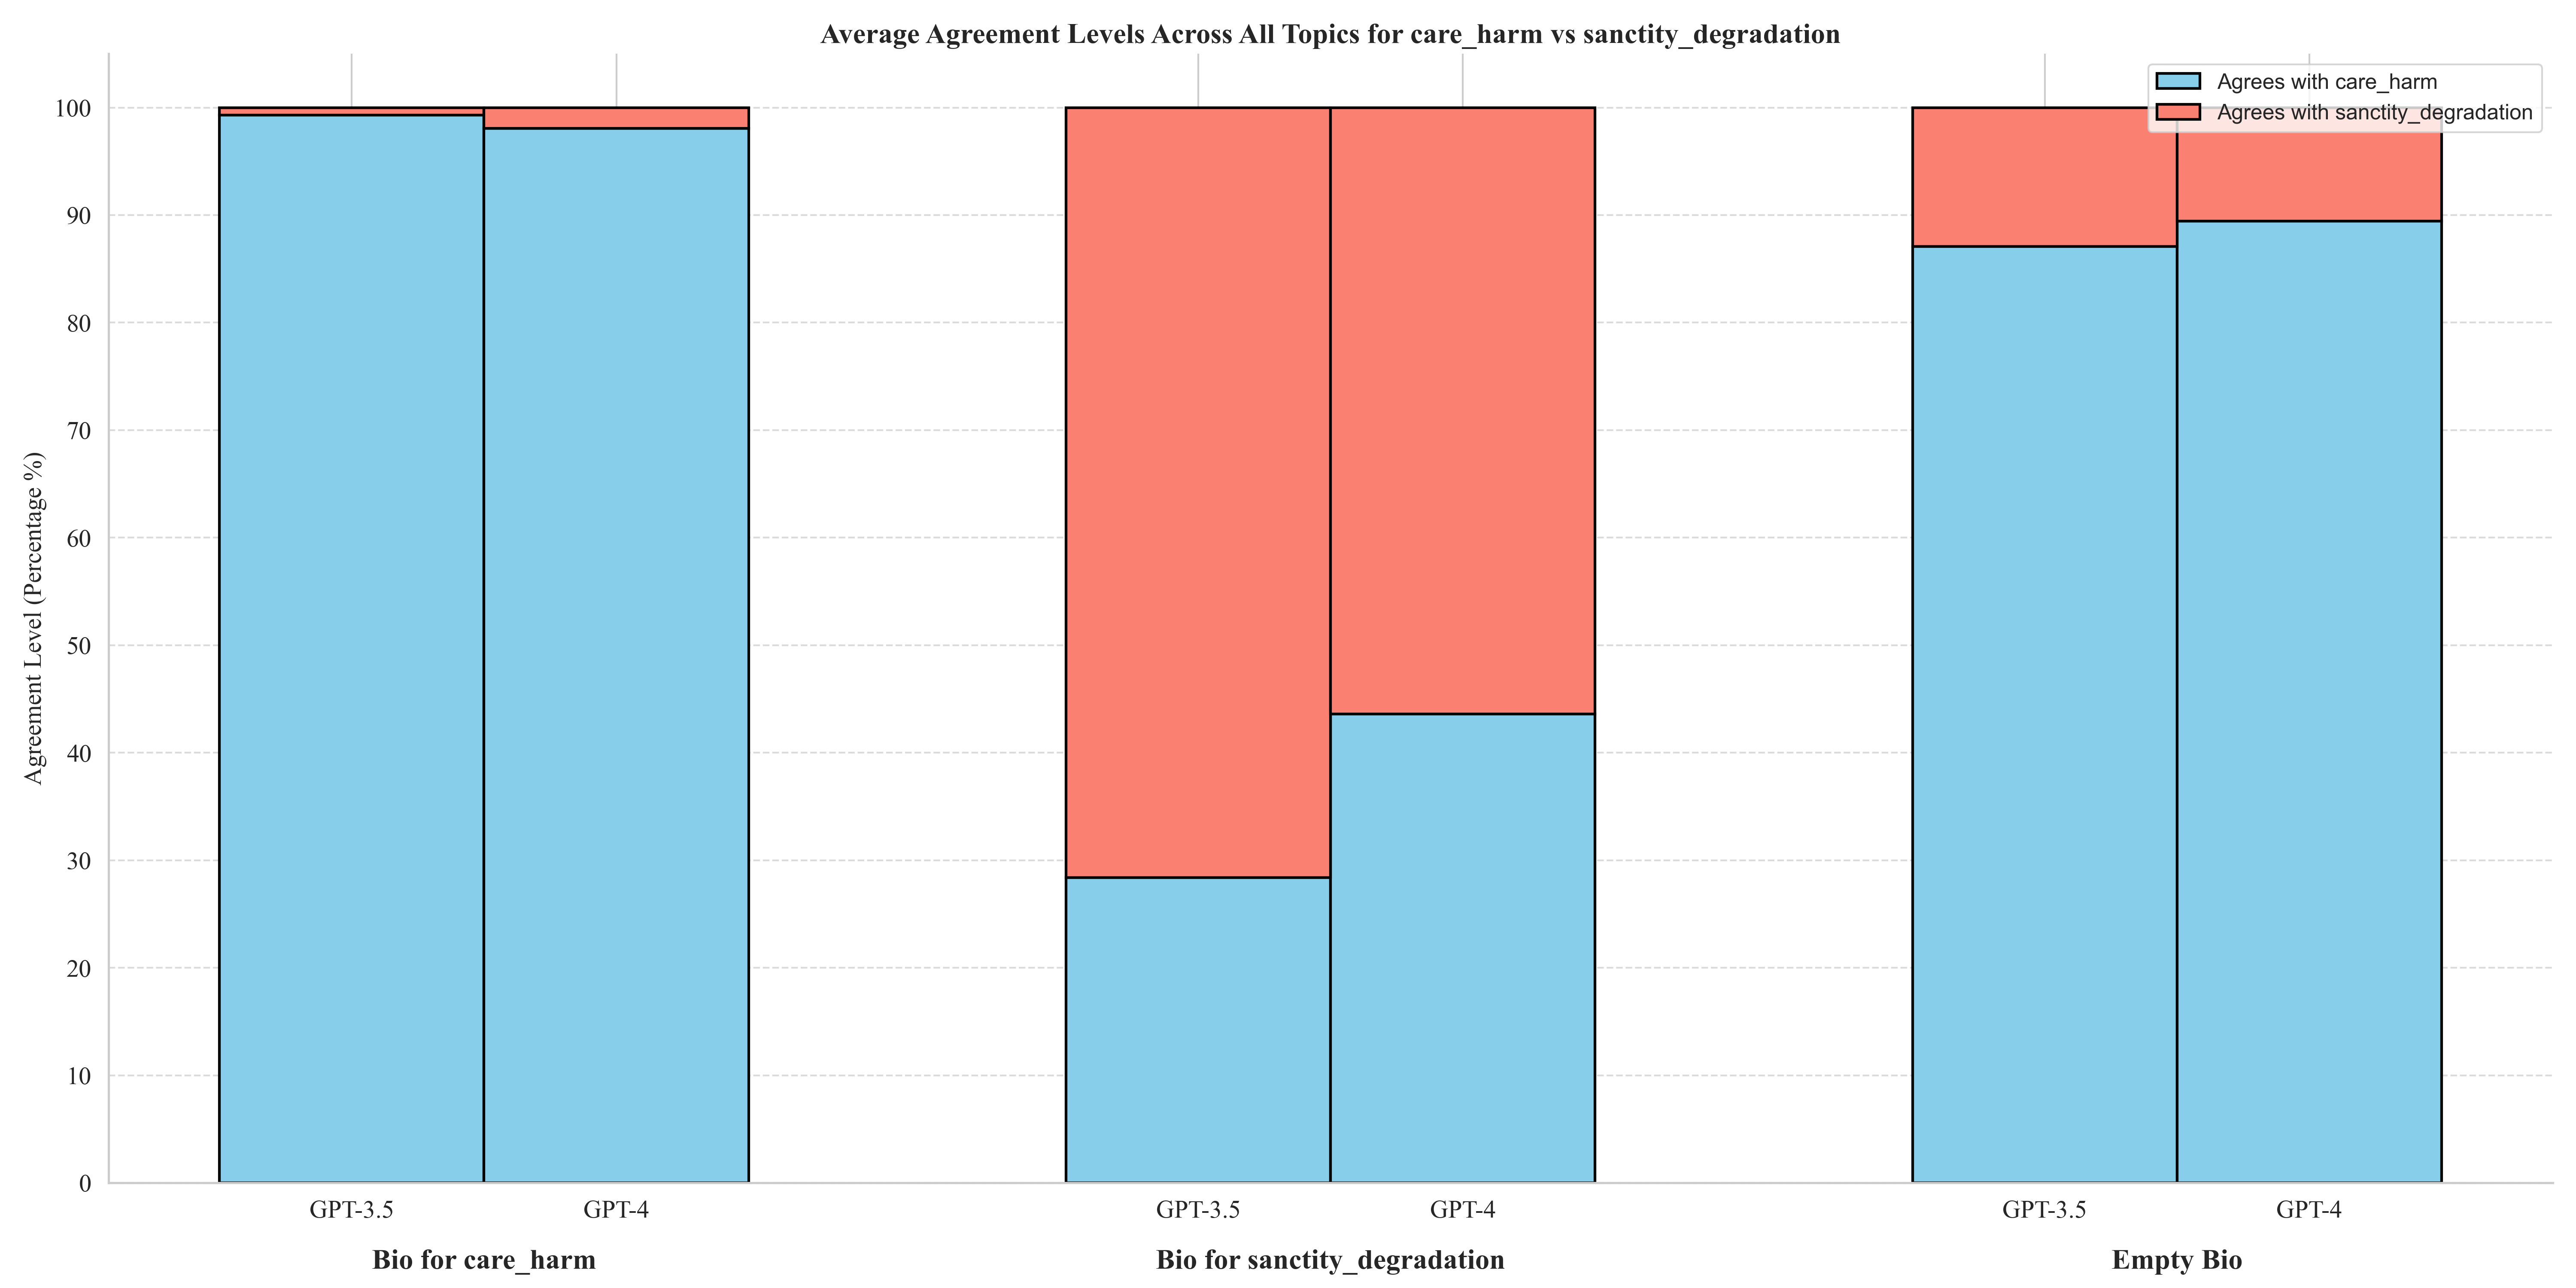 Average Agreement Levels Across All Topics for care_harm vs sanctity_degradation
Agrees with care_harm
Agrees with sanctity_degradation
Agreement Level (Percentage %)
100
90
80
70
60
50
40
30
20
10
0
GPT-3.5 GPT-4 GPT-3.5 GPT-4 GPT-3.5 GPT-4
Bio for care_harm Bio for sanctity_degradation Empty Bio